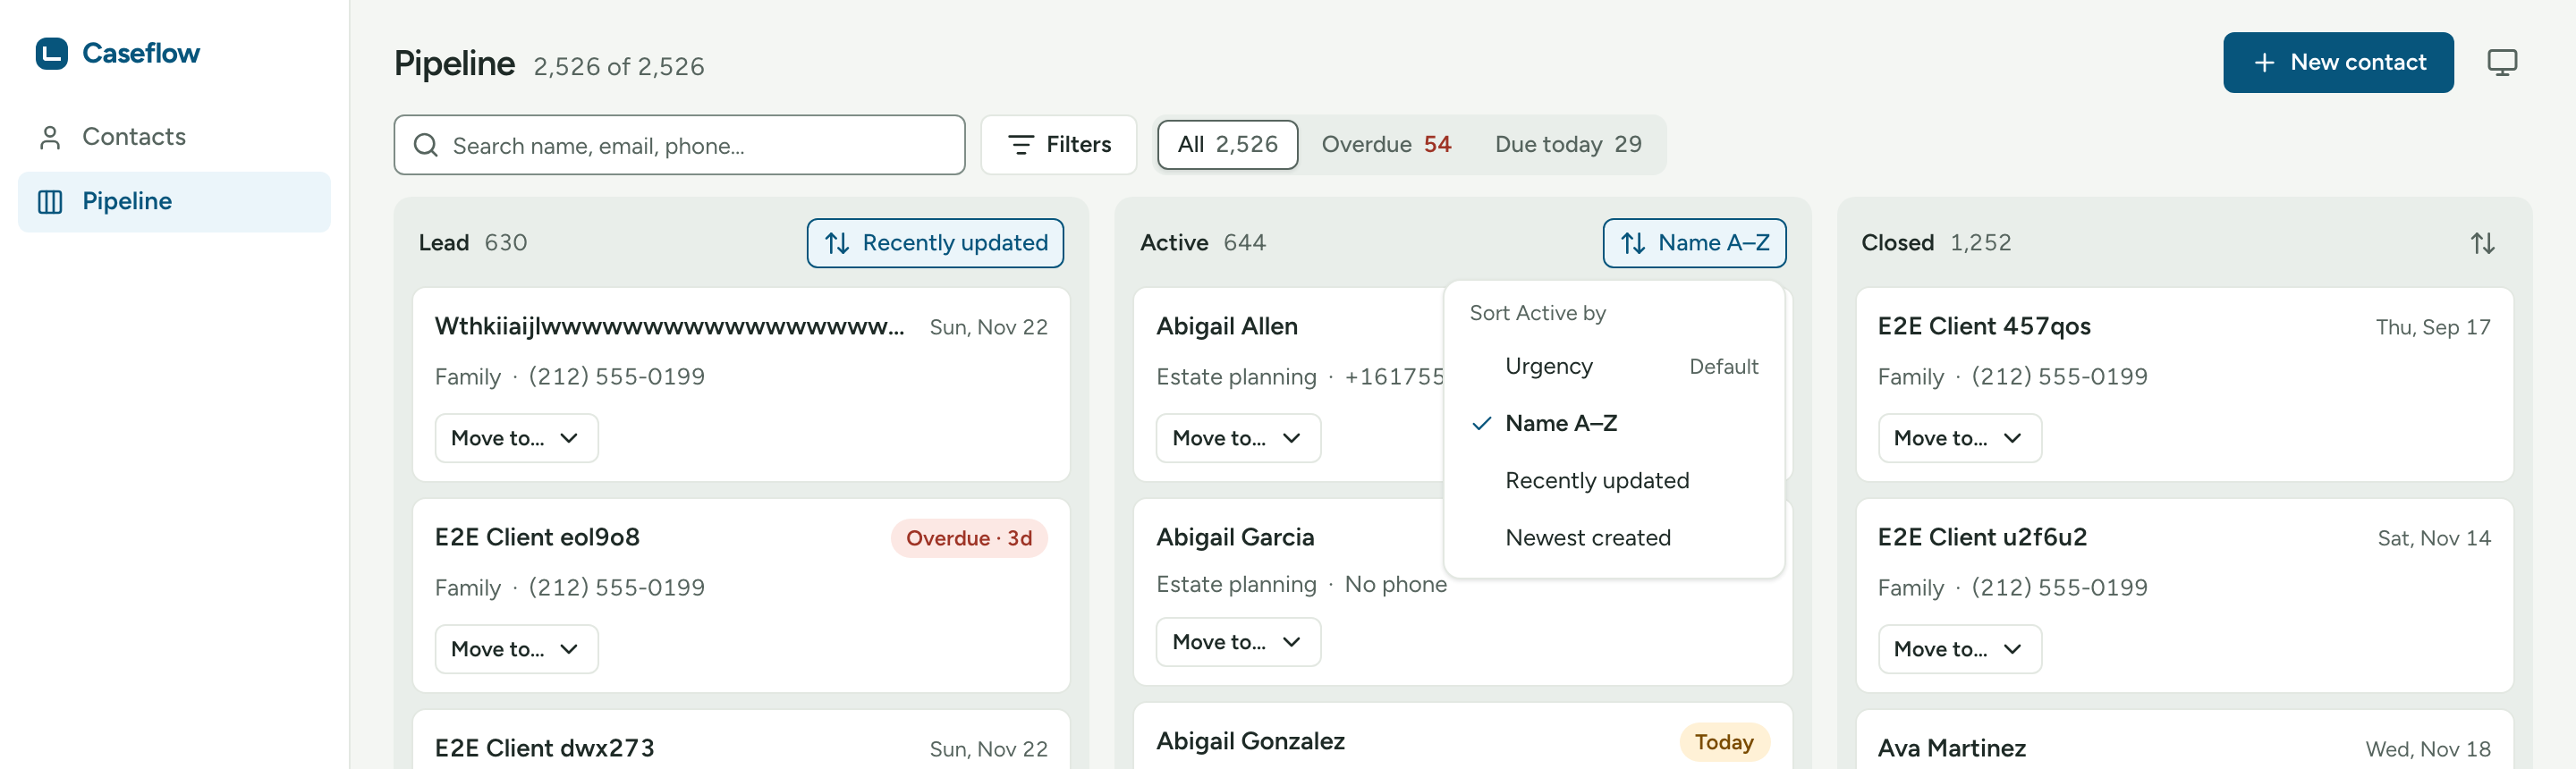 Caseflow
Contacts
Pipeline
Pipeline 2,526 of 2,526
New contact
Search name, email, phone...
Filters
All 2,526
Overdue 54
Due today 29
Lead 630
Recently updated
Wthkiiaijlwwwwwwwwwwwwwwwww... Sun, Nov 22
Family · (212) 555-0199
Move to...
E2E Client eol9o8 Overdue · 3d
Family · (212) 555-0199
Move to...
E2E Client dwx273 Sun, Nov 22
Active 644
Name A–Z
Abigail Allen
Estate planning · +161755
Move to...
Abigail Garcia
Estate planning · No phone
Move to...
Abigail Gonzalez Today
Sort Active by
Urgency Default
Name A–Z
Recently updated
Newest created
Closed 1,252
E2E Client 457qos Thu, Sep 17
Family · (212) 555-0199
Move to...
E2E Client u2f6u2 Sat, Nov 14
Family · (212) 555-0199
Move to...
Ava Martinez Wed, Nov 18